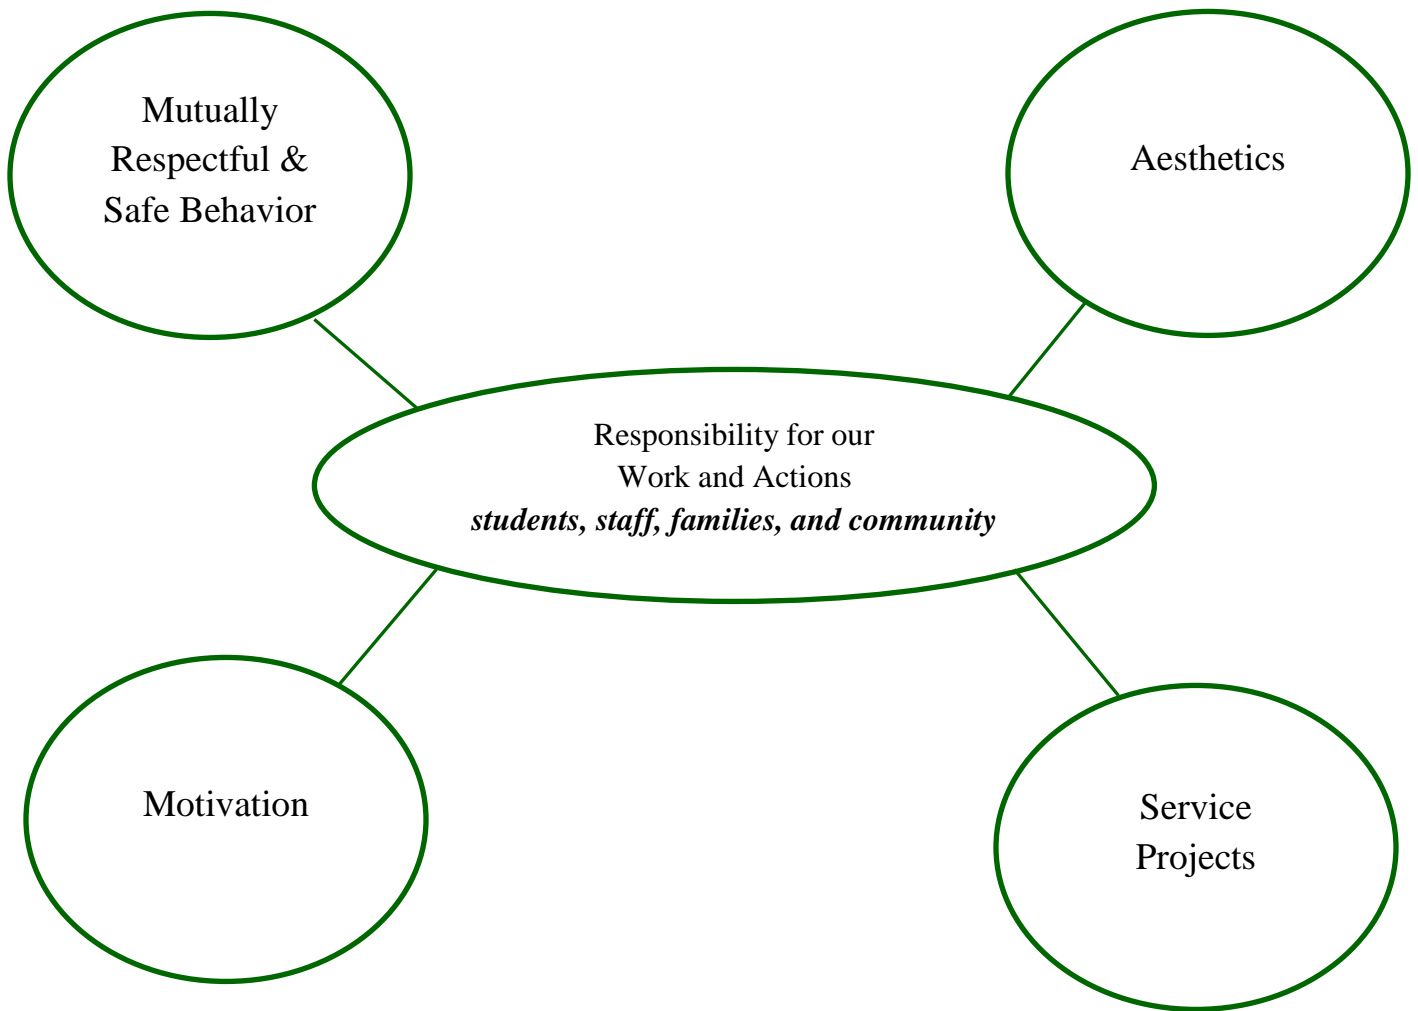 Mutually
Respectful &
Safe Behavior
Aesthetics
Responsibility for our
Work and Actions
students, staff, families, and community
Motivation
Service
Projects